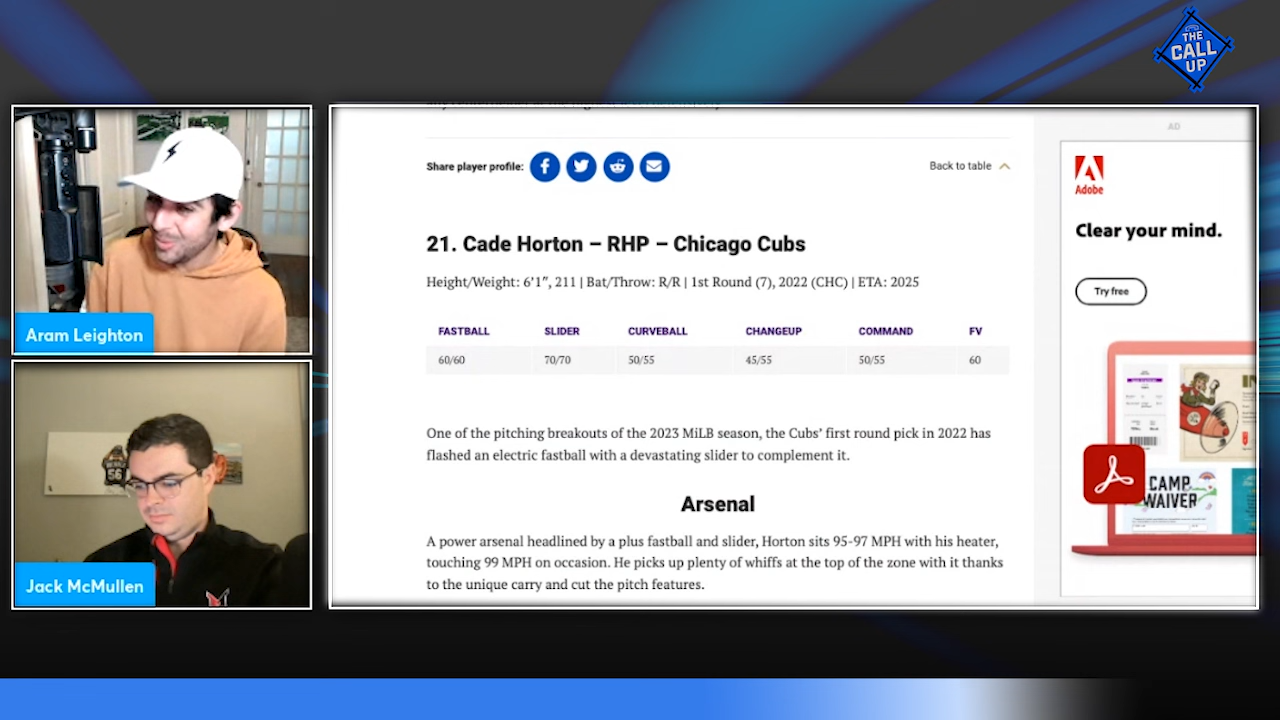 THE
CALL
UP
Aram Leighton
56
Jack McMullen
Share player profile:
Back to table
21. Cade Horton – RHP – Chicago Cubs
Height/Weight: 6'1″, 211 | Bat/Throw: R/R | 1st Round (7), 2022 (CHC) | ETA: 2025
FASTBALL SLIDER CURVEBALL CHANGEUP COMMAND FV
60/60 70/70 50/55 45/55 50/55 60
One of the pitching breakouts of the 2023 MiLB season, the Cubs' first round pick in 2022 has
flashed an electric fastball with a devastating slider to complement it.
Arsenal
A power arsenal headlined by a plus fastball and slider, Horton sits 95-97 MPH with his heater,
touching 99 MPH on occasion. He picks up plenty of whiffs at the top of the zone with it thanks
to the unique carry and cut the pitch features.
AD
Adobe
Clear your mind.
Try free
CAMP
WAIVER